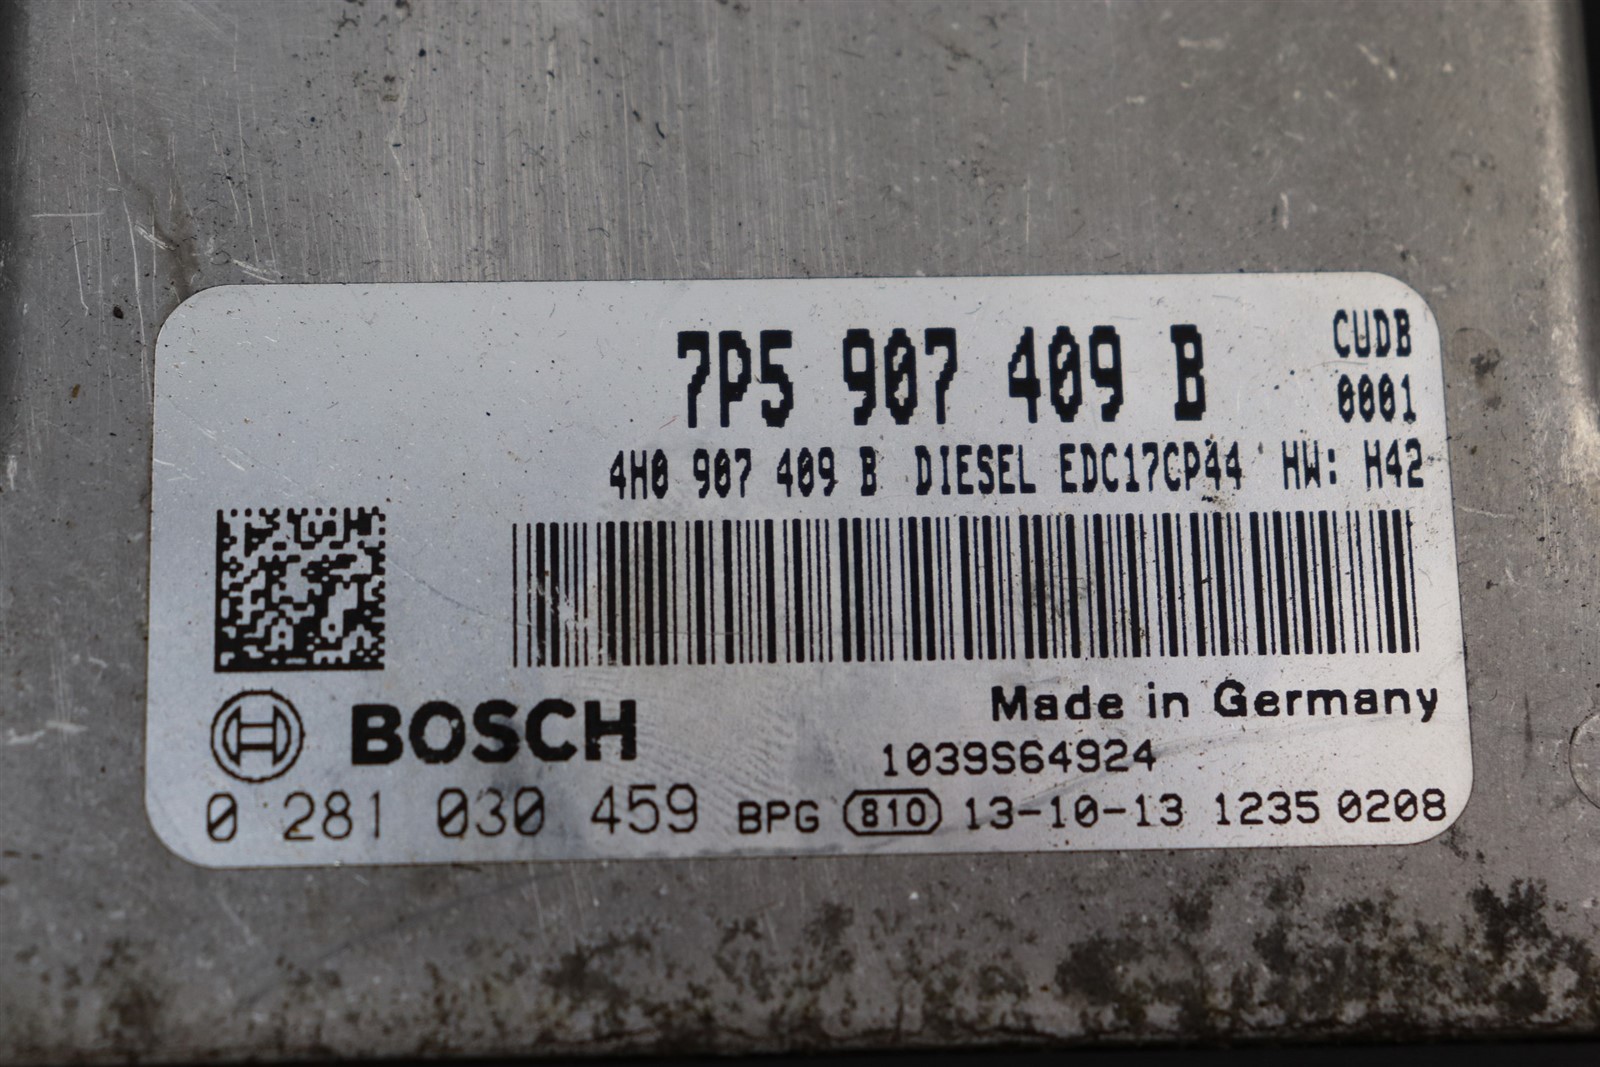 7P5 907 409 B
CUDB
0001
4H0 907 409 B DIESEL EDC17CP44 HW: H42
BOSCH
Made in Germany
1039S64924
0 281 030 459 BPG 810 13-10-13 1235 0208